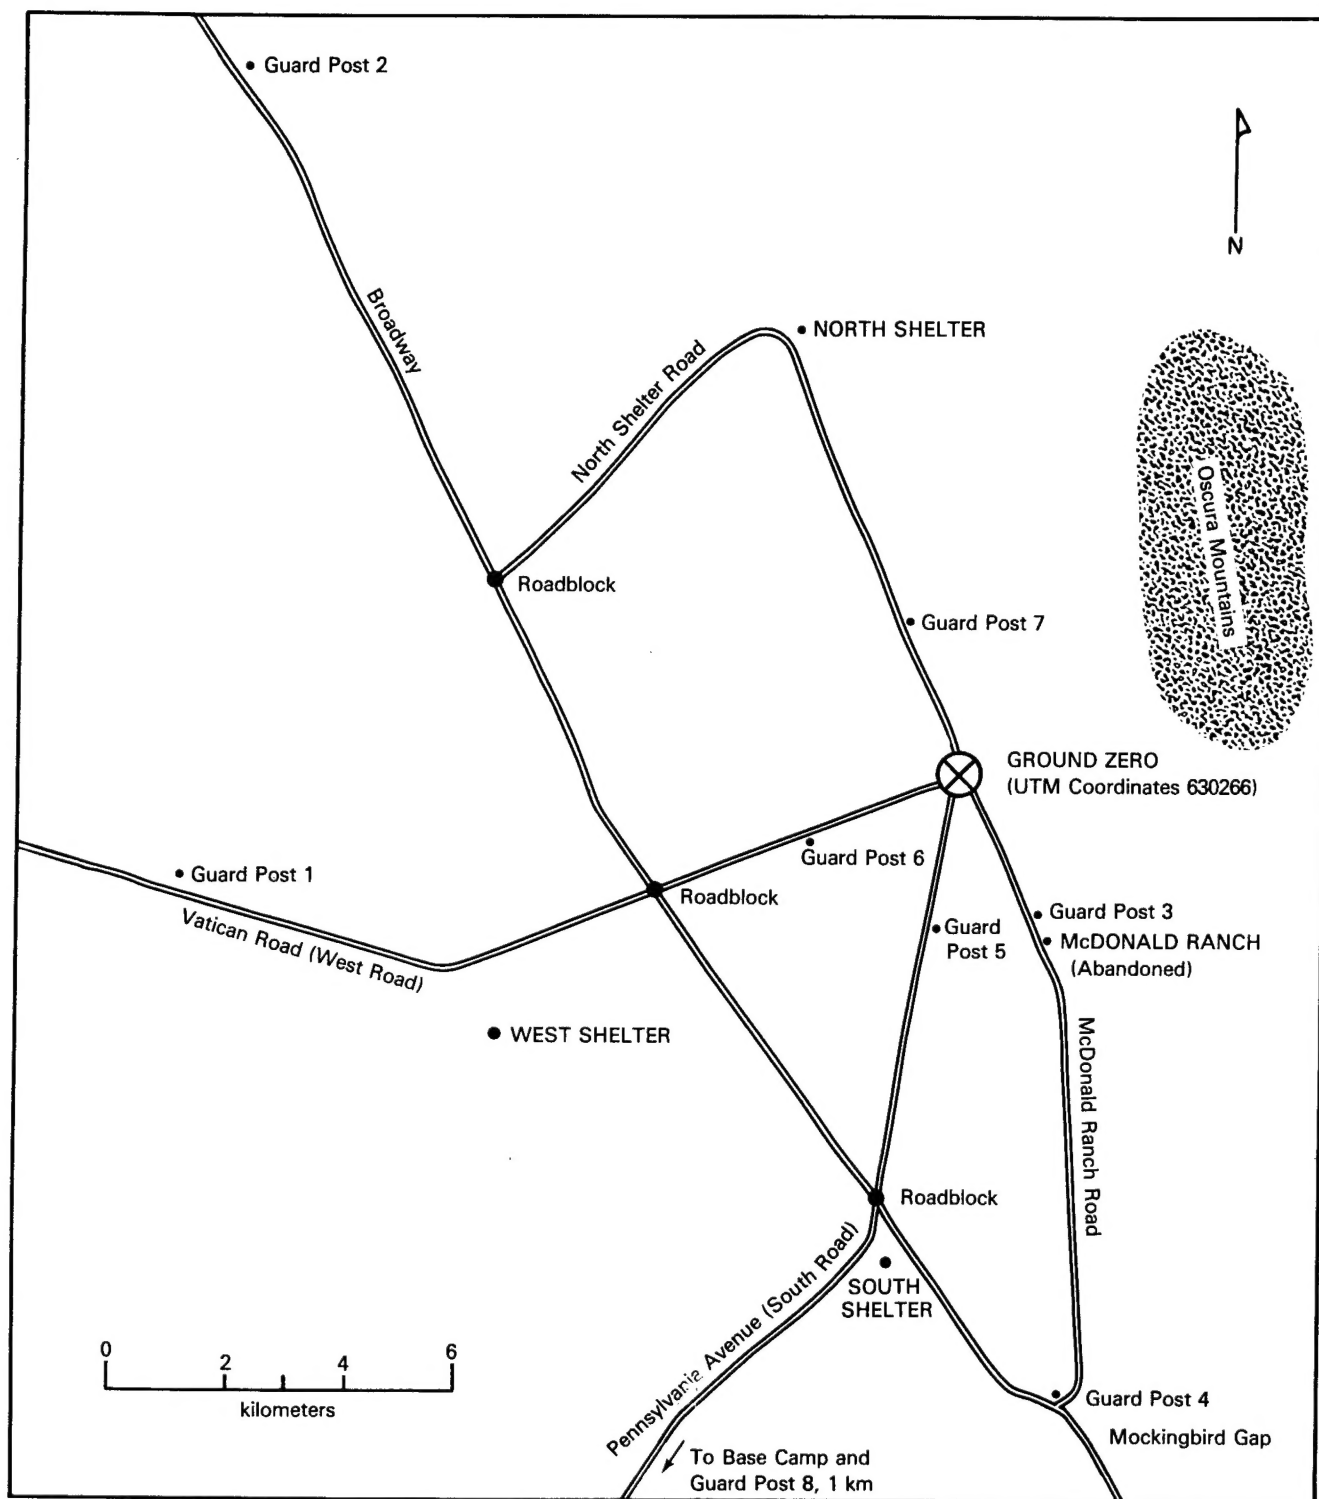 Guard Post 2
N
Broadway
North Shelter Road
NORTH SHELTER
Oscura Mountains
Roadblock
Guard Post 7
GROUND ZERO
(UTM Coordinates 630266)
Guard Post 6
Guard Post 1
Roadblock
Vatican Road (West Road)
Guard Post 3
Guard
Post 5
McDONALD RANCH
(Abandoned)
WEST SHELTER
McDonald Ranch Road
Roadblock
SOUTH
SHELTER
Pennsylvania Avenue (South Road)
0 2 4 6
kilometers
Guard Post 4
Mockingbird Gap
To Base Camp and
Guard Post 8, 1 km